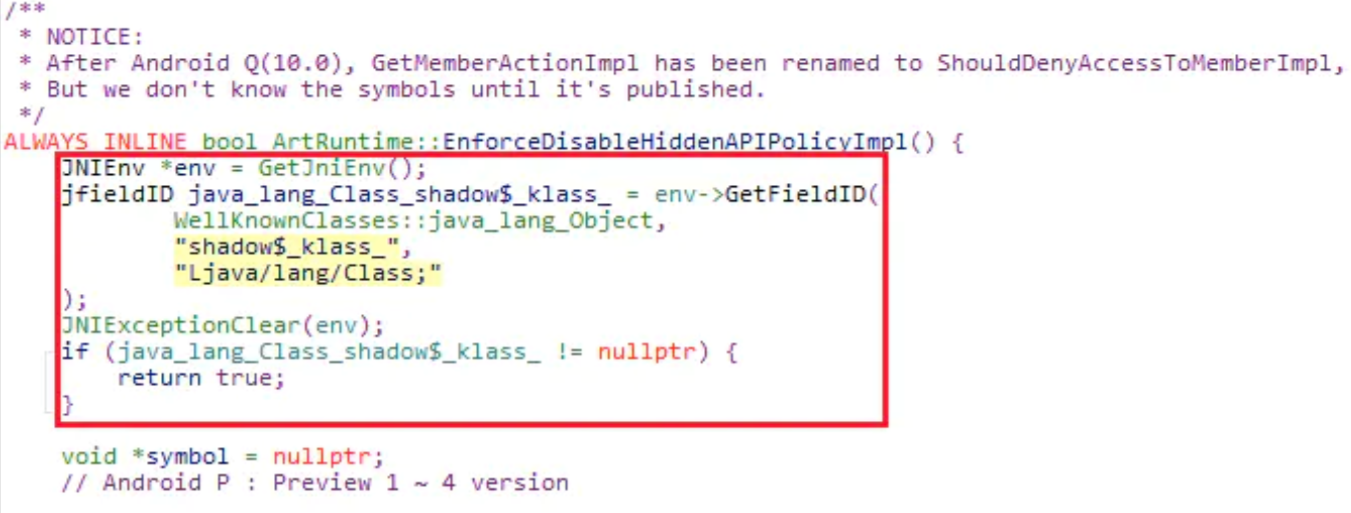 /**
 * NOTICE:
 * After Android Q(10.0), GetMemberActionImpl has been renamed to ShouldDenyAccessToMemberImpl,
 * But we don't know the symbols until it's published.
 */
ALWAYS_INLINE bool ArtRuntime::EnforceDisableHiddenAPIPolicyImpl() {
    JNIEnv *env = GetJniEnv();
    jfieldID java_lang_Class_shadow$_klass_ = env->GetFieldID(
            WellKnownClasses::java_lang_Object,
            "shadow$_klass_",
            "Ljava/lang/Class;"
    );
    JNIExceptionClear(env);
    if (java_lang_Class_shadow$_klass_ != nullptr) {
        return true;
    }
    void *symbol = nullptr;
    // Android P : Preview 1 ~ 4 version